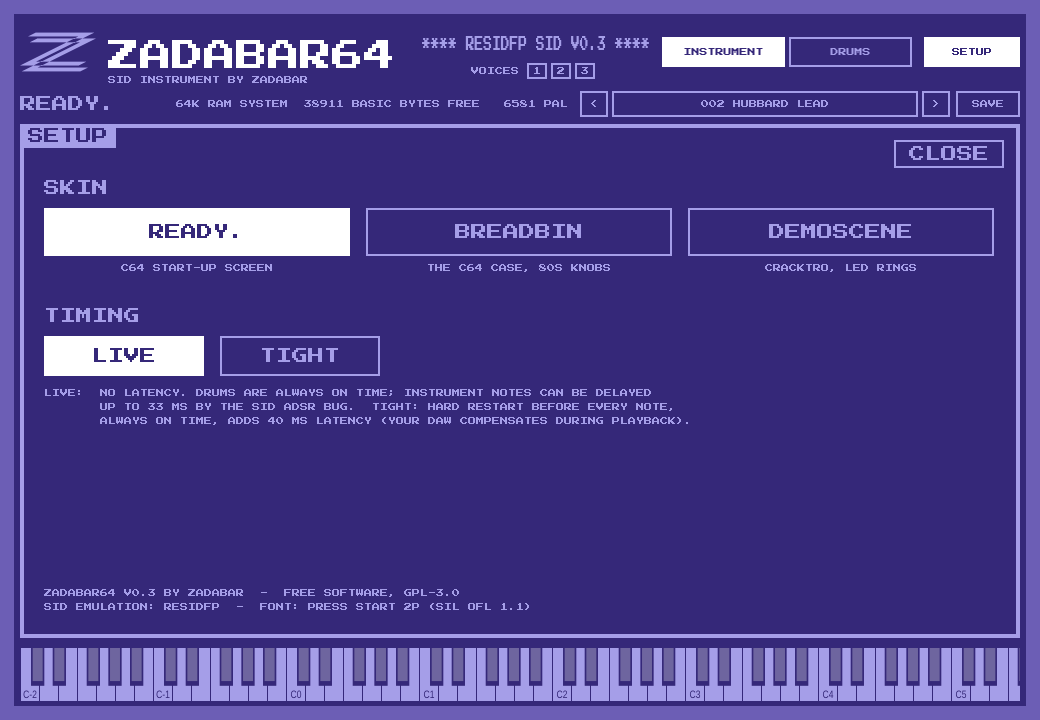 ZADABAR64
SID INSTRUMENT BY ZADABAR
**** RESIDFP SID V0.3 ****
VOICES 1 2 3
INSTRUMENT DRUMS SETUP
READY. 64K RAM SYSTEM 38911 BASIC BYTES FREE 6581 PAL < 002 HUBBARD LEAD > SAVE
SETUP
CLOSE
SKIN
READY. BREADBIN DEMOSCENE
C64 START-UP SCREEN THE C64 CASE, 80S KNOBS CRACKTRO, LED RINGS
TIMING
LIVE TIGHT
LIVE: NO LATENCY. DRUMS ARE ALWAYS ON TIME; INSTRUMENT NOTES CAN BE DELAYED
UP TO 33 MS BY THE SID ADSR BUG. TIGHT: HARD RESTART BEFORE EVERY NOTE,
ALWAYS ON TIME, ADDS 40 MS LATENCY (YOUR DAW COMPENSATES DURING PLAYBACK).
ZADABAR64 V0.3 BY ZADABAR - FREE SOFTWARE, GPL-3.0
SID EMULATION: RESIDFP - FONT: PRESS START 2P (SIL OFL 1.1)
C-2 C-1 C0 C1 C2 C3 C4 C5